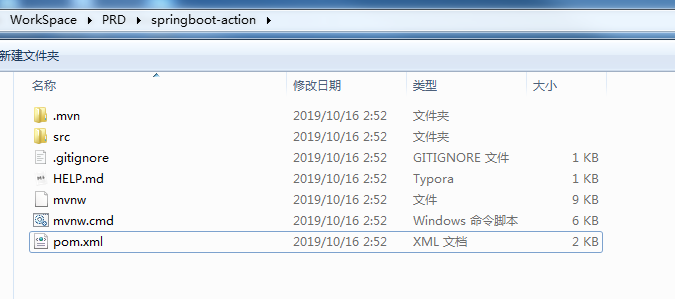 WorkSpace ▸ PRD ▸ springboot-action ▸
新建文件夹
名称 修改日期 类型 大小
.mvn 2019/10/16 2:52 文件夹
src 2019/10/16 2:52 文件夹
.gitignore 2019/10/16 2:52 GITIGNORE 文件 1 KB
HELP.md 2019/10/16 2:52 Typora 1 KB
mvnw 2019/10/16 2:52 文件 9 KB
mvnw.cmd 2019/10/16 2:52 Windows 命令脚本 6 KB
pom.xml 2019/10/16 2:52 XML 文档 2 KB